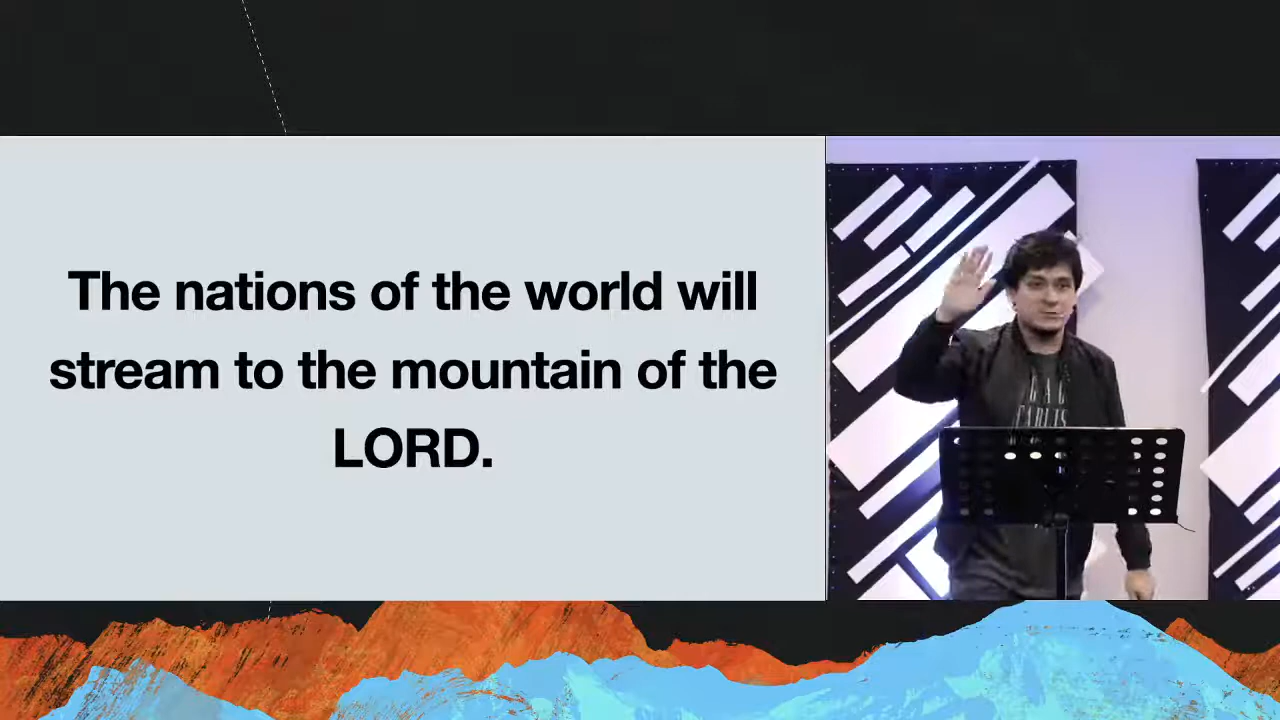 The nations of the world will
stream to the mountain of the
LORD.